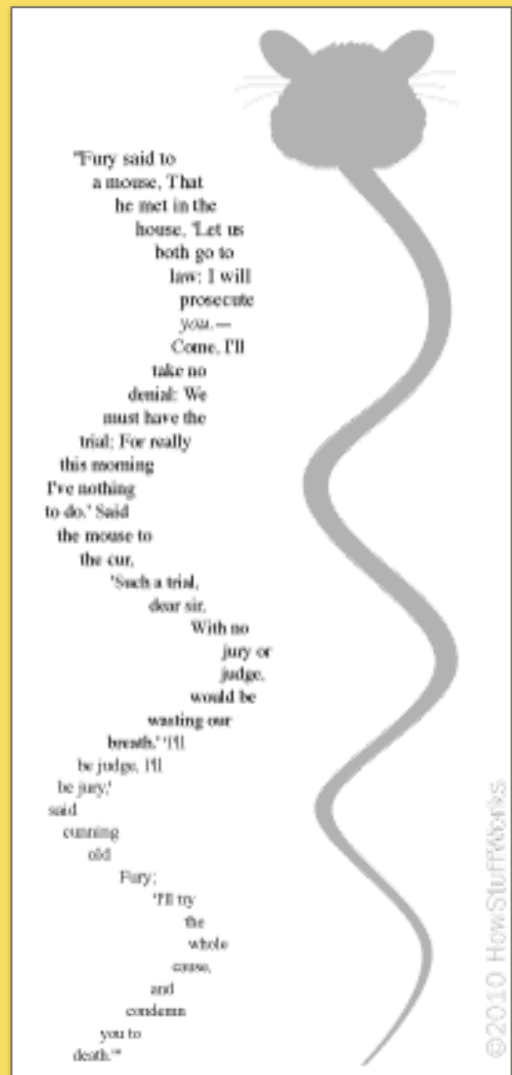 "Fury said to
a mouse, That
he met in the
house, 'Let us
both go to
law; I will
prosecute
you.—
Come, I'll
take no
denial: We
must have the
trial; For really
this morning
I've nothing
to do.' Said
the mouse to
the cur,
'Such a trial,
dear sir,
With no
jury or
judge,
would be
wasting our
breath.' 'I'll
be judge, I'll
be jury,'
said
cunning
old
Fury;
'I'll try
the
whole
cause,
and
condemn
you to
death.'"
©2010 HowStuffWorks